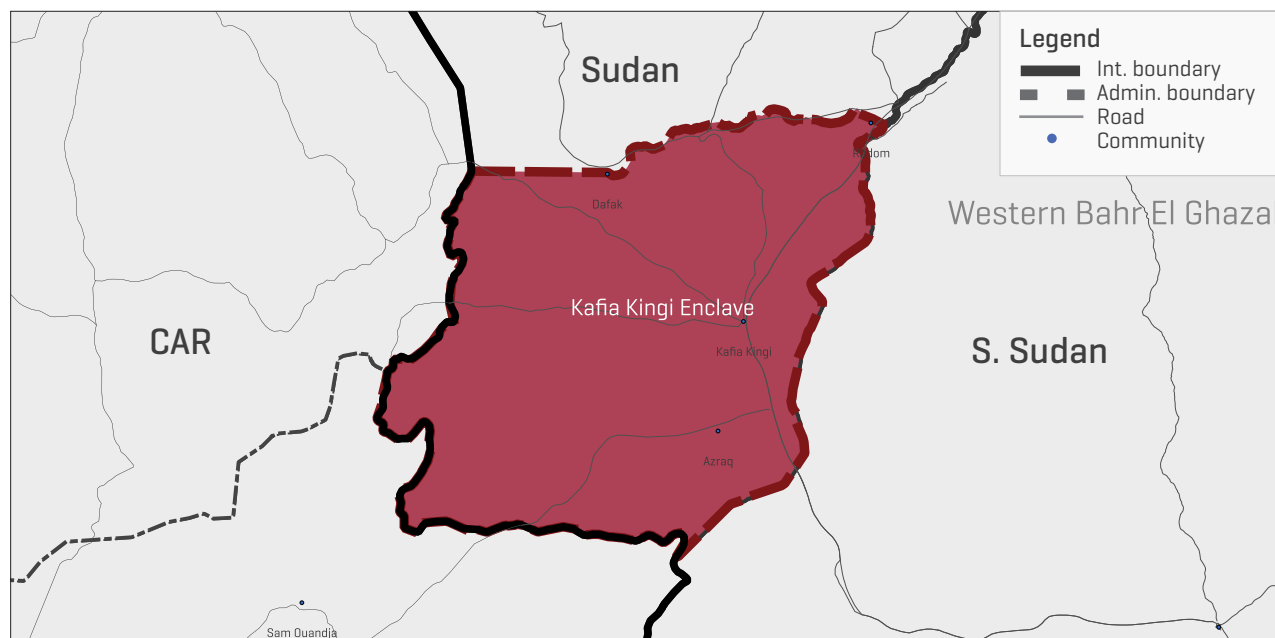 Sudan
Legend
Int. boundary
Admin. boundary
Road
Community
Radom
Dafak
Western Bahr El Ghaza
Kafia Kingi Enclave
CAR
Kafia Kingi
S. Sudan
Azraq
Sam Ouandja